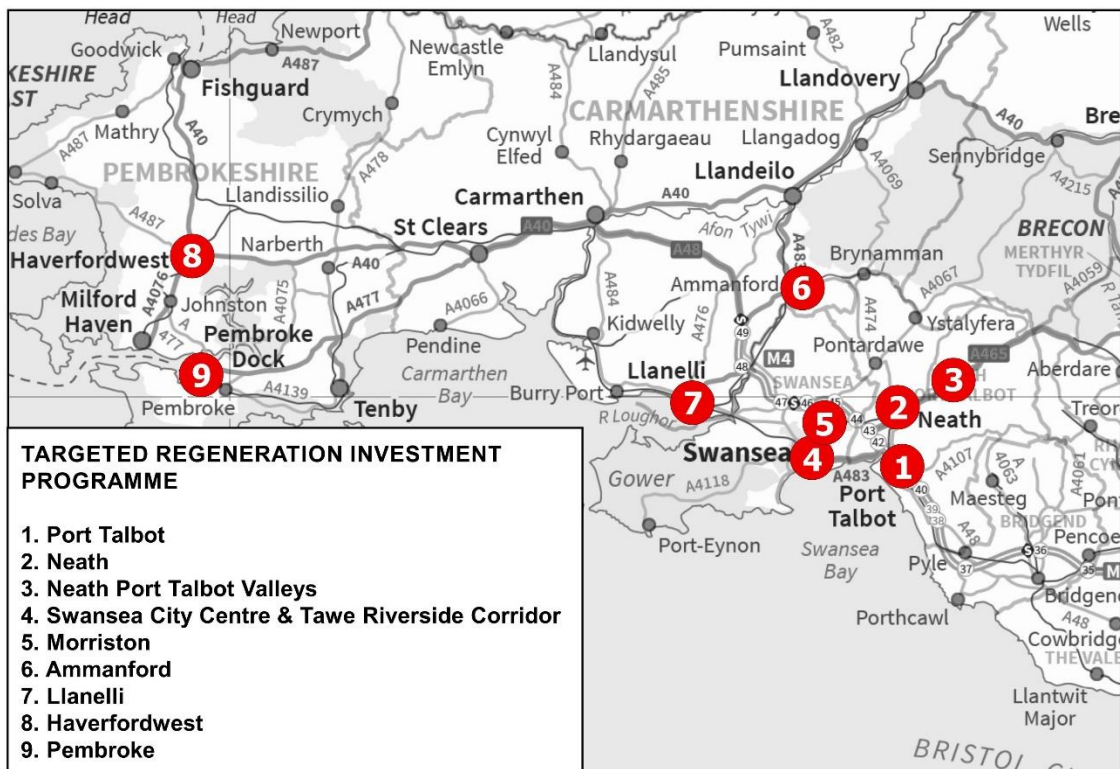 Head
Head
Goodwick
Newport
A487
Newcastle
Emlyn
Llandysul
Pumsaint
A482
Wells
KESHIRE
ST
Fishguard
A484
A485
Llandovery
Crymych
CARMARTHENSHIRE
Mathry
A487
A40
Cynwyl
Elfed
Rhydargaeau
Llangadog
A40
Bre
Sennybridge
PEMBROKESHIRE
A478
Llandeilo
A4069
A4215
Solva
Llandissilio
Carmarthen
A40
A487
St Clears
A40
Afon Tywi
BRECON
des Bay
Narberth
A48
A483
Brynamman
MERTHYR
TYDFIL
Haverfordwest
8
A40
Ammanford
6
A4067
A4059
A4076
A4075
A477
A4066
A484
A476
A474
Milford
Haven
Johnston
A
477
Kidwelly
S
49
Ystalyfera
Pembroke
Dock
Pendine
M4
Pontardawe
A465
Carmarthen
Bay
Llanelli
48
Aberdare
9
A4139
Burry Port
7
SWANSEA
3
Pembroke
Tenby
R Loughor
47
S
46
45
44
5
2
TALBOT
Treor
43
42
Neath
Swansea
4
1
A4107
A
4063
A4061
Gower
A4118
A483
40
Maesteg
Port
Talbot
39
38
BRIDGEND
Port-Eynon
Swansea
Bay
A48
S
36
Pencoe
Pyle
37
35
M
Bridgend
Porthcawl
A48
Cowbridge
THE VALE
Llantwit
Major
BRISTOL
TARGETED REGENERATION INVESTMENT
PROGRAMME
1. Port Talbot
2. Neath
3. Neath Port Talbot Valleys
4. Swansea City Centre & Tawe Riverside Corridor
5. Morriston
6. Ammanford
7. Llanelli
8. Haverfordwest
9. Pembroke